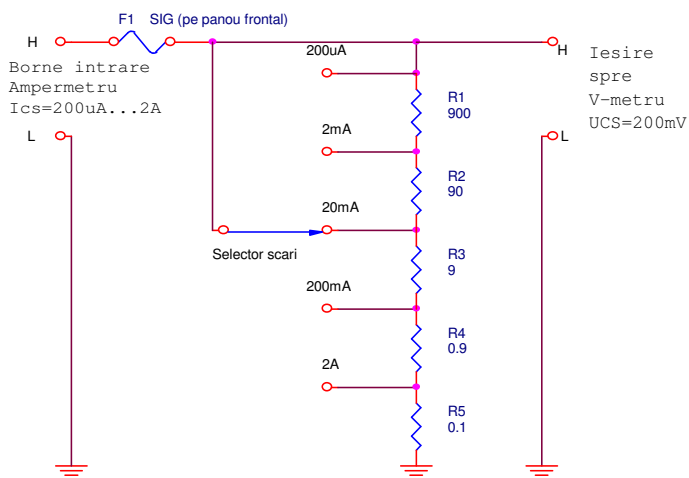 F1 SIG (pe panou frontal)
H
Borne intrare
Ampermetru
Ics=200uA...2A
L
200uA
2mA
20mA
Selector scari
200mA
2A
R1
900
R2
90
R3
9
R4
0.9
R5
0.1
H
Iesire
spre
V-metru
UCS=200mV
L